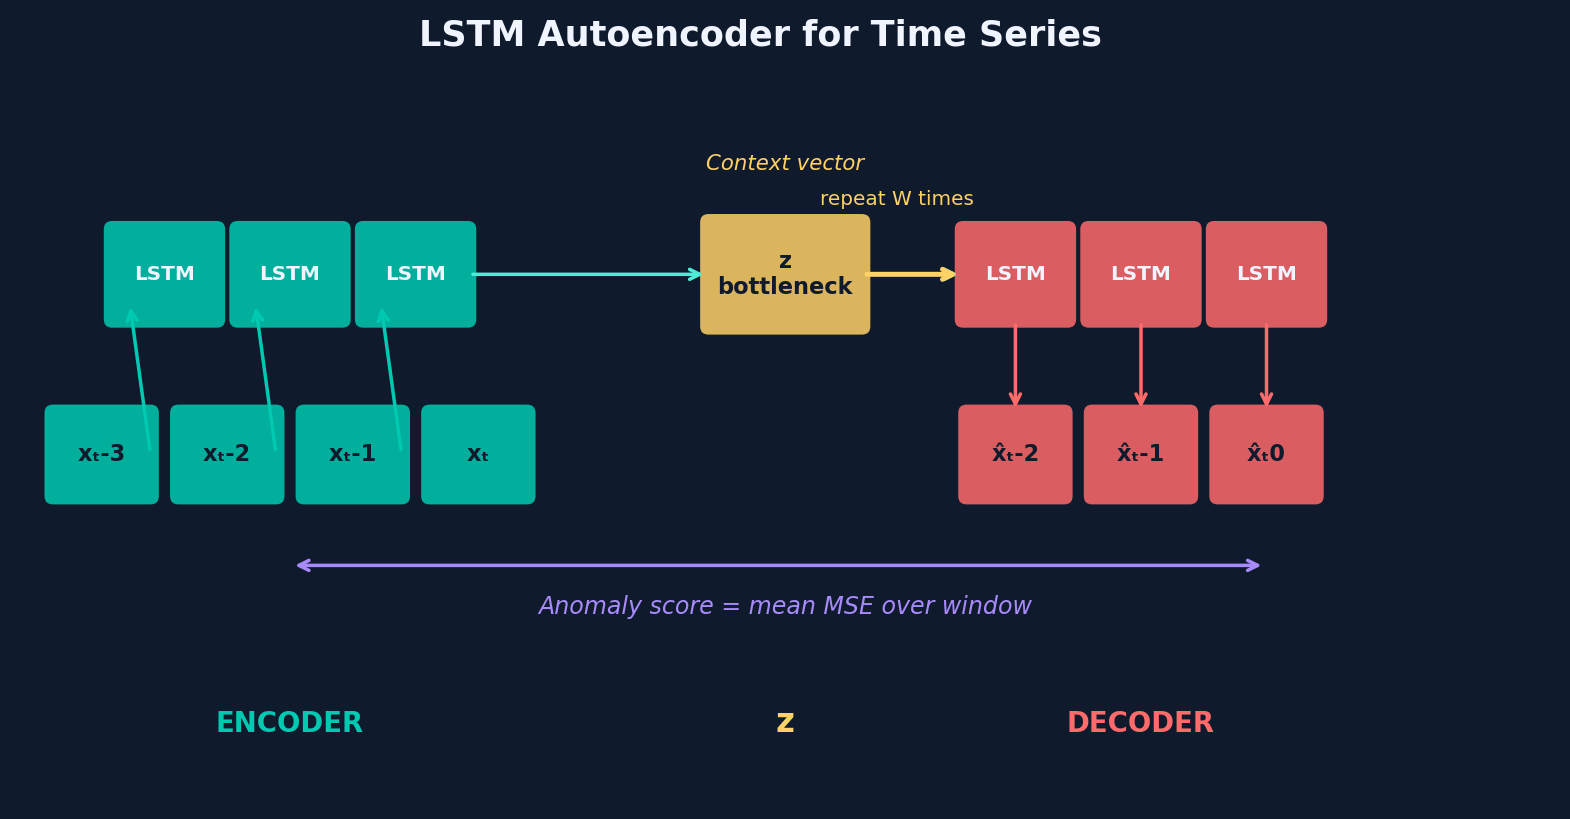 LSTM Autoencoder for Time Series
Context vector
repeat W times
LSTM
LSTM
LSTM
z
bottleneck
LSTM
LSTM
LSTM
xₜ-3
xₜ-2
xₜ-1
xₜ
x̂ₜ-2
x̂ₜ-1
x̂ₜ0
Anomaly score = mean MSE over window
ENCODER
z
DECODER